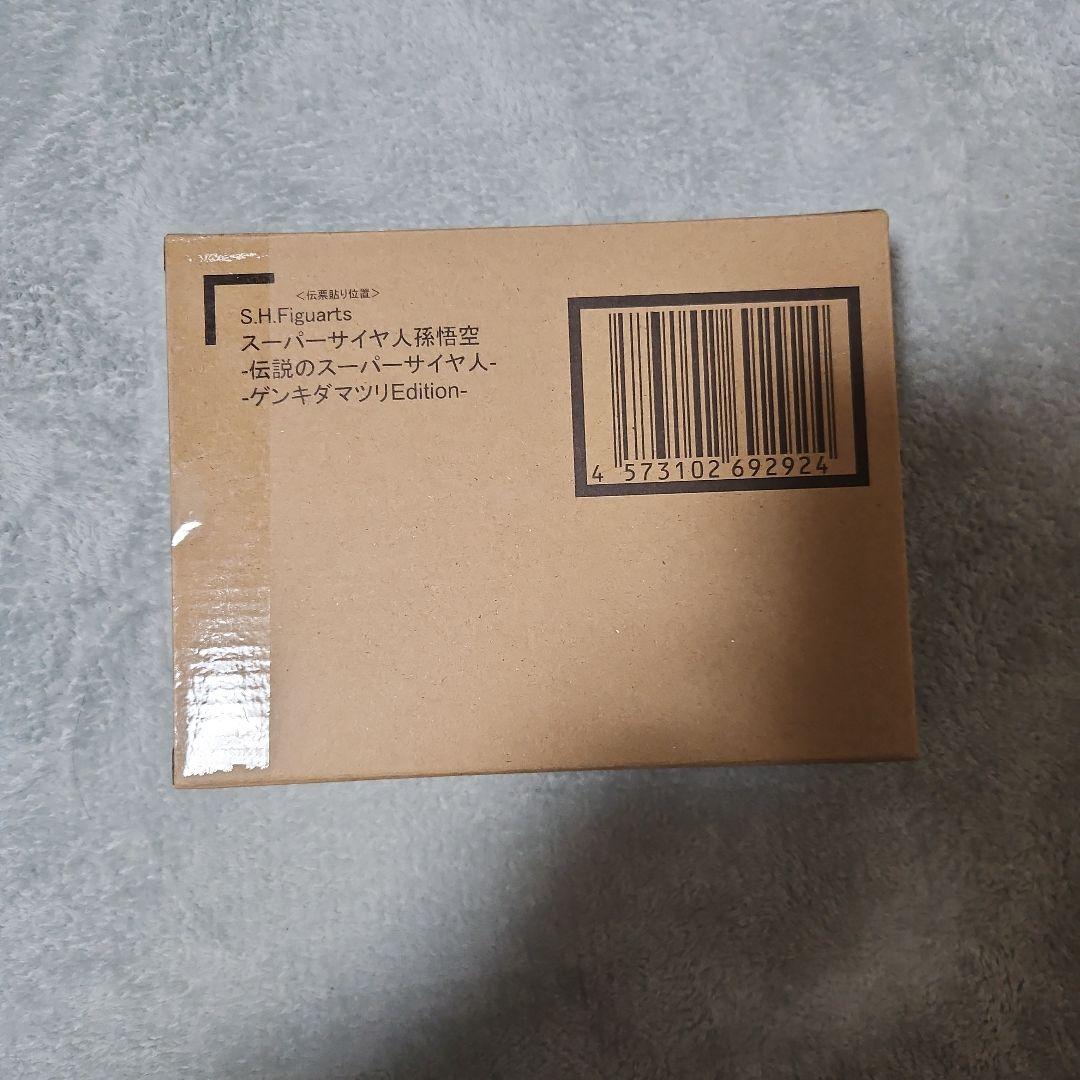 <伝票貼り位置>
S.H.Figuarts
スーパーサイヤ人孫悟空
-伝説のスーパーサイヤ人-
-ゲンキダマツリEdition-
4 573102 692924